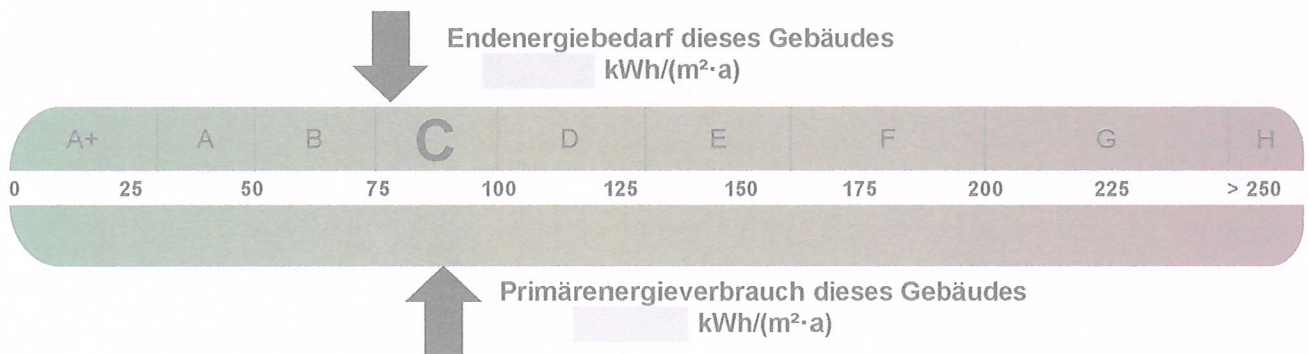 Endenergiebedarf dieses Gebäudes
kWh/(m²·a)
A+ A B C D E F G H
0 25 50 75 100 125 150 175 200 225 > 250
Primärenergieverbrauch dieses Gebäudes
kWh/(m²·a)